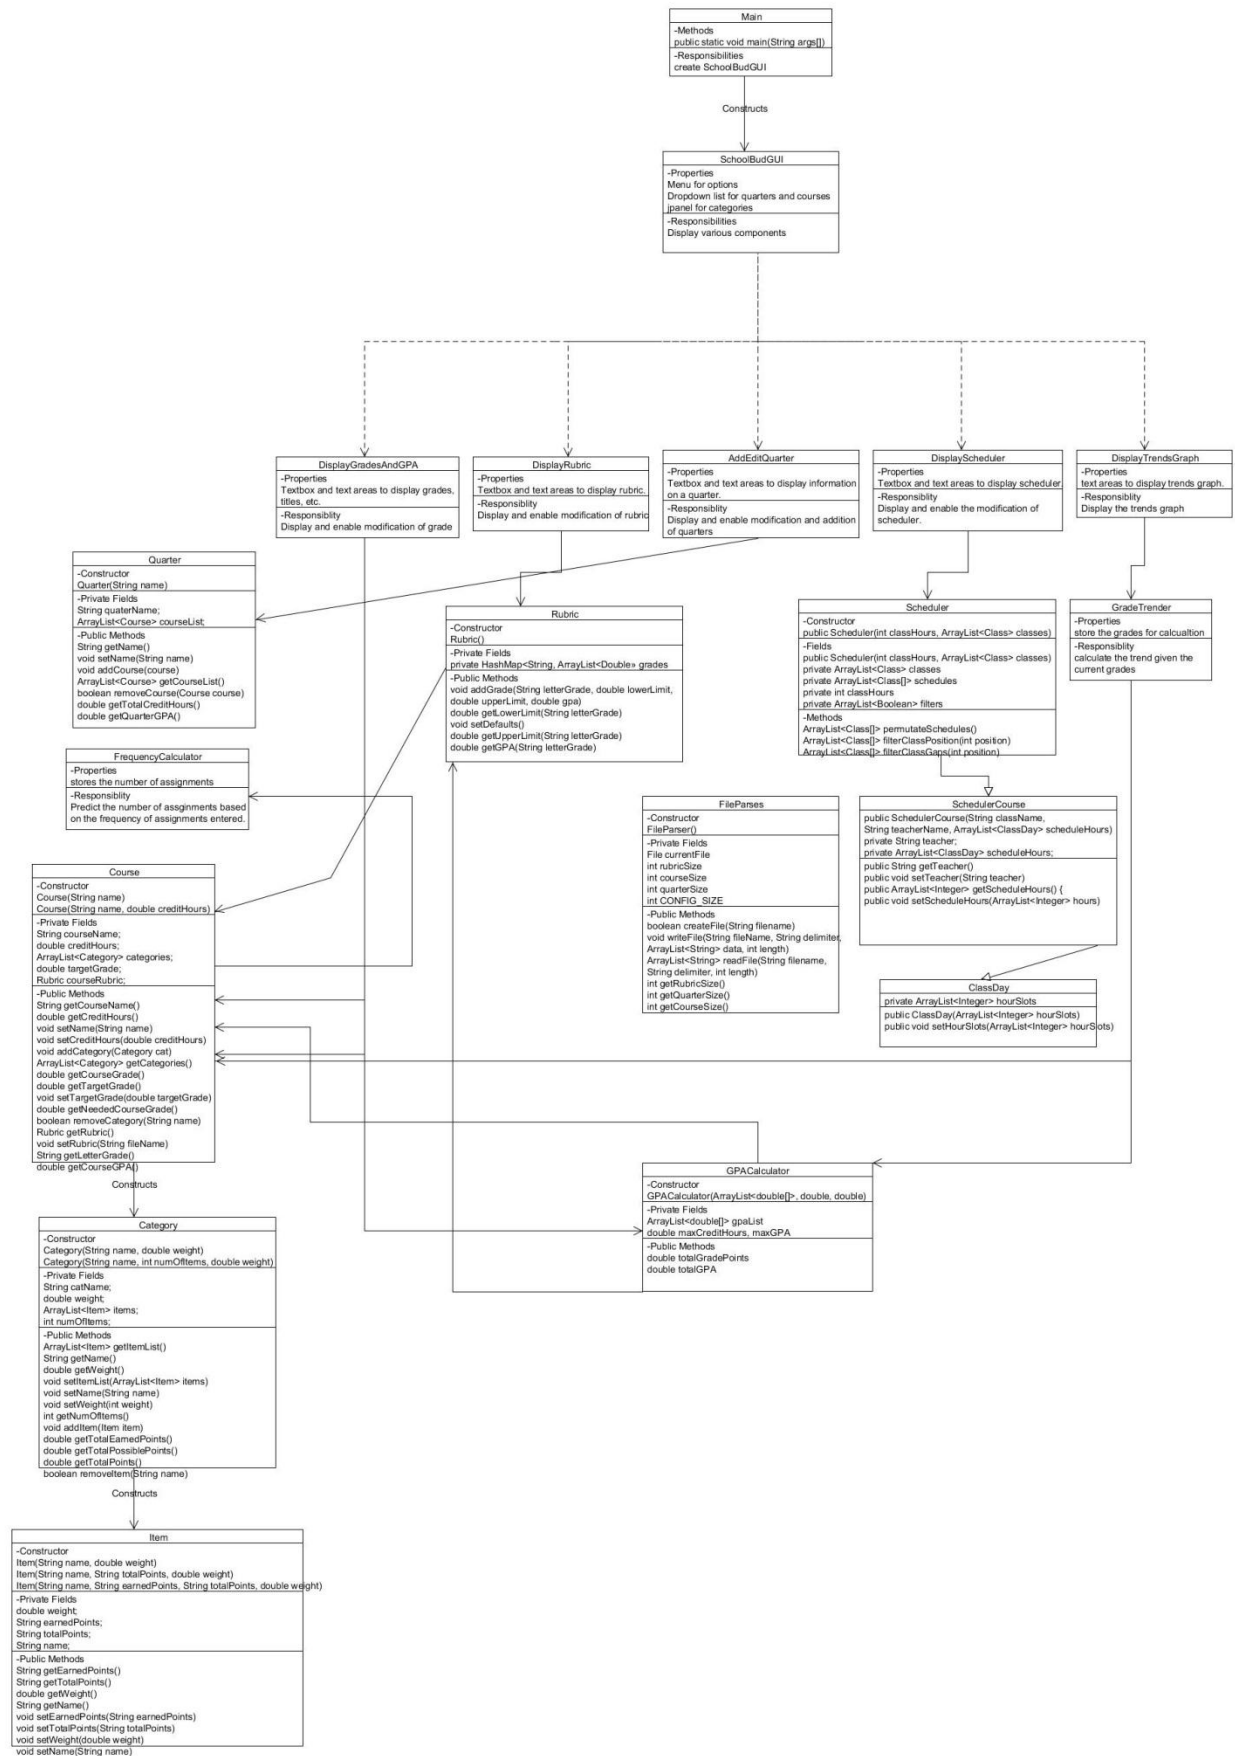 Main
-Methods
public static void main(String args[])
-Responsibilities
create SchoolBudGUI
Constructs
SchoolBudGUI
-Properties
Menu for options
Dropdown list for quarters and courses
jpanel for categories
-Responsibilities
Display various components
DisplayGradesAndGPA
-Properties
Textbox and text areas to display grades,
titles, etc.
-Responsiblity
Display and enable modification of grade
DisplayRubric
-Properties
Textbox and text areas to display rubric.
-Responsiblity
Display and enable modification of rubric
AddEditQuarter
-Properties
Textbox and text areas to display information
on a quarter.
-Responsiblity
Display and enable modification and addition
of quarters
DisplayScheduler
-Properties
Textbox and text areas to display scheduler.
-Responsiblity
Display and enable the modification of
scheduler.
DisplayTrendsGraph
-Properties
text areas to display trends graph.
-Responsiblity
Display the trends graph
Quarter
-Constructor
Quarter(String name)
-Private Fields
String quaterName;
ArrayList<Course> courseList;
-Public Methods
String getName()
void setName(String name)
void addCourse(course)
ArrayList<Course> getCourseList()
boolean removeCourse(Course course)
double getTotalCreditHours()
double getQuarterGPA()
Rubric
-Constructor
Rubric()
-Private Fields
private HashMap<String, ArrayList<Double» grades
-Public Methods
void addGrade(String letterGrade, double lowerLimit,
double upperLimit, double gpa)
double getLowerLimit(String letterGrade)
void setDefaults()
double getUpperLimit(String letterGrade)
double getGPA(String letterGrade)
Scheduler
-Constructor
public Scheduler(int classHours, ArrayList<Class> classes)
-Fields
public Scheduler(int classHours, ArrayList<Class> classes)
private ArrayList<Class> classes
private ArrayList<Class[]> schedules
private int classHours
private ArrayList<Boolean> filters
-Methods
ArrayList<Class[]> permutateSchedules()
ArrayList<Class[]> filterClassPosition(int position)
ArrayList<Class[]> filterClassGaps(int position)
GradeTrender
-Properties
store the grades for calcualtion
-Responsiblity
calculate the trend given the
current grades
FrequencyCalculator
-Properties
stores the number of assignments
-Responsiblity
Predict the number of assginments based
on the frequency of assignments entered.
FileParses
-Constructor
FileParser()
-Private Fields
File currentFile
int rubricSize
int courseSize
int quarterSize
int CONFIG_SIZE
-Public Methods
boolean createFile(String filename)
void writeFile(String fileName, String delimiter,
ArrayList<String> data, int length)
ArrayList<String> readFile(String filename,
String delimiter, int length)
int getRubricSize()
int getQuarterSize()
int getCourseSize()
SchedulerCourse
public SchedulerCourse(String className,
String teacherName, ArrayList<ClassDay> scheduleHours)
private String teacher;
private ArrayList<ClassDay> scheduleHours;
public String getTeacher()
public void setTeacher(String teacher)
public ArrayList<Integer> getScheduleHours() {
public void setScheduleHours(ArrayList<Integer> hours)
ClassDay
private ArrayList<Integer> hourSlots
public ClassDay(ArrayList<Integer> hourSlots)
public void setHourSlots(ArrayList<Integer> hourSlots)
Course
-Constructor
Course(String name)
Course(String name, double creditHours)
-Private Fields
String courseName;
double creditHours;
ArrayList<Category> categories;
double targetGrade;
Rubric courseRubric;
-Public Methods
String getCourseName()
double getCreditHours()
void setName(String name)
void setCreditHours(double creditHours)
void addCategory(Category cat)
ArrayList<Category> getCategories()
double getCourseGrade()
double getTargetGrade()
void setTargetGrade(double targetGrade)
double getNeededCourseGrade()
boolean removeCategory(String name)
Rubric getRubric()
void setRubric(String fileName)
String getLetterGrade()
double getCourseGPA()
Constructs
GPACalculator
-Constructor
GPACalculator(ArrayList<double[]>, double, double)
-Private Fields
ArrayList<double[]> gpaList
double maxCreditHours, maxGPA
-Public Methods
double totalGradePoints
double totalGPA
Category
-Constructor
Category(String name, double weight)
Category(String name, int numOfItems, double weight)
-Private Fields
String catName;
double weight;
ArrayList<Item> items;
int numOfItems;
-Public Methods
ArrayList<Item> getItemList()
String getName()
double getWeight()
void setItemList(ArrayList<Item> items)
void setName(String name)
void setWeight(int weight)
int getNumOfItems()
void addItem(Item item)
double getTotalEarnedPoints()
double getTotalPossiblePoints()
double getTotalPoints()
boolean removeItem(String name)
Constructs
Item
-Constructor
Item(String name, double weight)
Item(String name, String totalPoints, double weight)
Item(String name, String earnedPoints, String totalPoints, double weight)
-Private Fields
double weight;
String earnedPoints;
String totalPoints;
String name;
-Public Methods
String getEarnedPoints()
String getTotalPoints()
double getWeight()
String getName()
void setEarnedPoints(String earnedPoints)
void setTotalPoints(String totalPoints)
void setWeight(double weight)
void setName(String name)